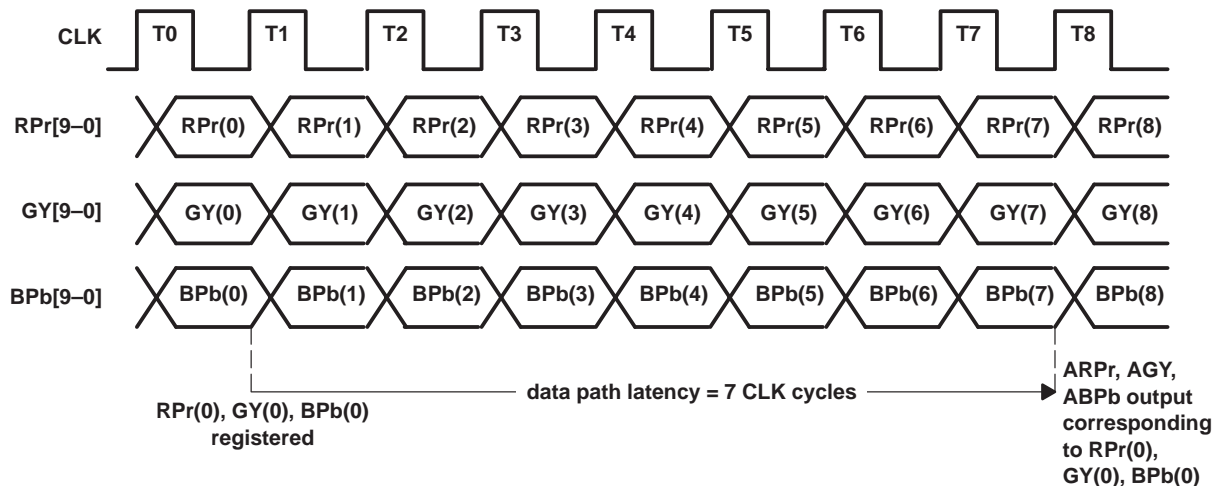 CLK T0 T1 T2 T3 T4 T5 T6 T7 T8
RPr[9–0] RPr(0) RPr(1) RPr(2) RPr(3) RPr(4) RPr(5) RPr(6) RPr(7) RPr(8)
GY[9–0] GY(0) GY(1) GY(2) GY(3) GY(4) GY(5) GY(6) GY(7) GY(8)
BPb[9–0] BPb(0) BPb(1) BPb(2) BPb(3) BPb(4) BPb(5) BPb(6) BPb(7) BPb(8)
data path latency = 7 CLK cycles
RPr(0), GY(0), BPb(0)
registered
ARPr, AGY,
ABPb output
corresponding
to RPr(0),
GY(0), BPb(0)